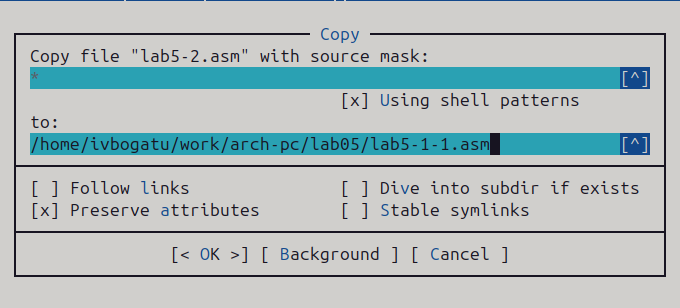 Copy
Copy file "lab5-2.asm" with source mask:
* [^]
[x] Using shell patterns
to:
/home/ivbogatu/work/arch-pc/lab05/lab5-1-1.asm [^]
[ ] Follow links [ ] Dive into subdir if exists
[x] Preserve attributes [ ] Stable symlinks
[< OK >] [ Background ] [ Cancel ]